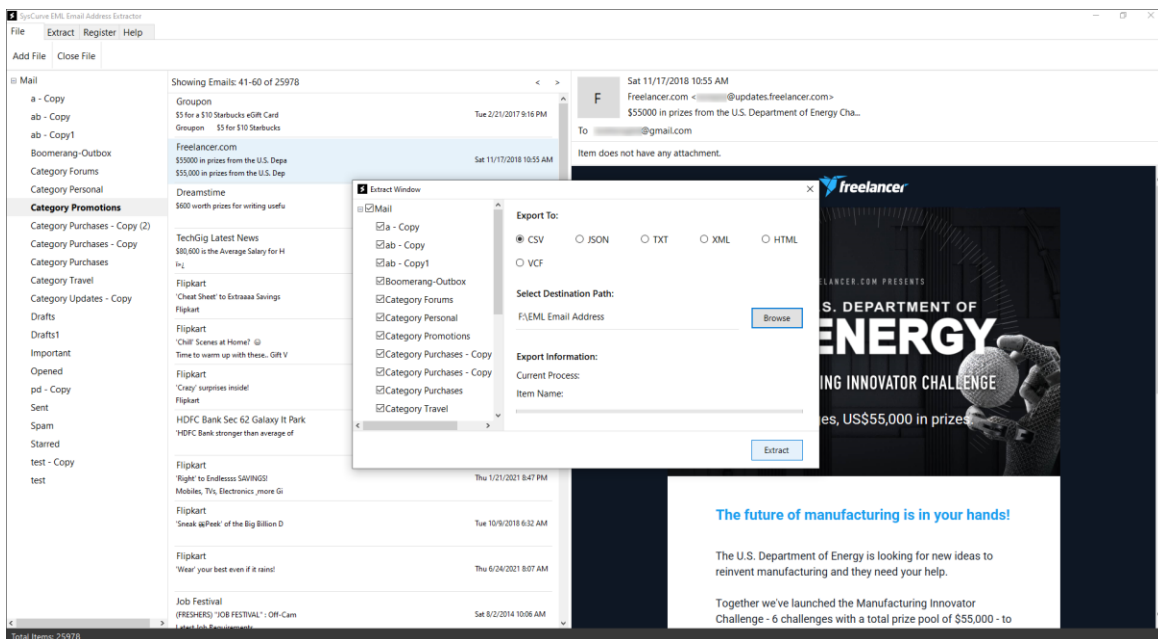 SysCurve EML Email Address Extractor
File Extract Register Help
Add File Close File
Mail
a - Copy
ab - Copy
ab - Copy1
Boomerang-Outbox
Category Forums
Category Personal
Category Promotions
Category Purchases - Copy (2)
Category Purchases - Copy
Category Purchases
Category Travel
Category Updates - Copy
Drafts
Drafts1
Important
Opened
pd - Copy
Sent
Spam
Starred
test - Copy
test
Showing Emails: 41-60 of 25978 < >
Groupon
$5 for a $10 Starbucks eGift Card Tue 2/21/2017 9:16 PM
Groupon $5 for $10 Starbucks
Freelancer.com
$55000 in prizes from the U.S. Depa Sat 11/17/2018 10:55 AM
$55,000 in prizes from the U.S. Dep
Dreamstime
$600 worth prizes for writing usefu
TechGig Latest News
$80,600 is the Average Salary for H
ï»¿
Flipkart
'Cheat Sheet' to Extraaaa Savings
Flipkart
Flipkart
'Chill' Scenes at Home? 😉
Time to warm up with these.. Gift V
Flipkart
'Crazy' surprises inside!
Flipkart
HDFC Bank Sec 62 Galaxy It Park
'HDFC Bank stronger than average of
Flipkart
'Right' to Endlessss SAVINGS! Thu 1/21/2021 8:47 PM
Mobiles, TVs, Electronics ,more Gi
Flipkart
'Sneak Peek' of the Big Billion D Tue 10/9/2018 6:32 AM
Flipkart
'Wear' your best even if it rains! Thu 6/24/2021 8:07 AM
Job Festival
(FRESHERS) "JOB FESTIVAL" : Off-Cam Sat 8/2/2014 10:06 AM
Latest Job Requirements
F
Sat 11/17/2018 10:55 AM
Freelancer.com < @updates.freelancer.com>
$55000 in prizes from the U.S. Department of Energy Cha...
To @gmail.com
Item does not have any attachment.
freelancer
ELANCER.COM PRESENTS
S. DEPARTMENT OF
ENERGY
ING INNOVATOR CHALLENGE
es, US$55,000 in prizes.
The future of manufacturing is in your hands!
The U.S. Department of Energy is looking for new ideas to
reinvent manufacturing and they need your help.
Together we've launched the Manufacturing Innovator
Challenge - 6 challenges with a total prize pool of $55,000 - to
Extract Window
Mail
a - Copy
ab - Copy
ab - Copy1
Boomerang-Outbox
Category Forums
Category Personal
Category Promotions
Category Purchases - Copy
Category Purchases - Copy
Category Purchases
Category Travel
Export To:
CSV JSON TXT XML HTML
VCF
Select Destination Path:
F:\EML Email Address Browse
Export Information:
Current Process:
Item Name:
Extract
Total Items: 25978